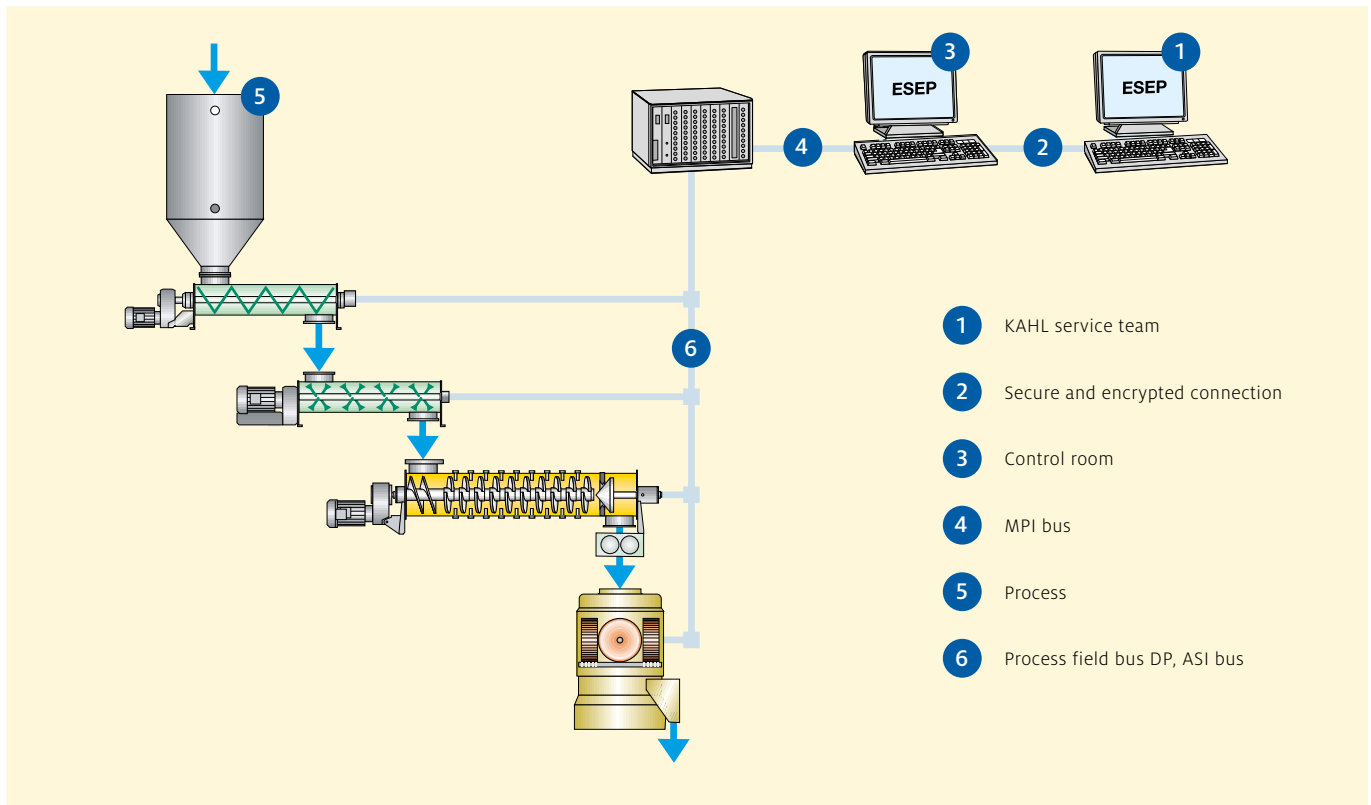 5
3
ESEP
1
ESEP
4
2
6
1 KAHL service team
2 Secure and encrypted connection
3 Control room
4 MPI bus
5 Process
6 Process field bus DP, ASI bus